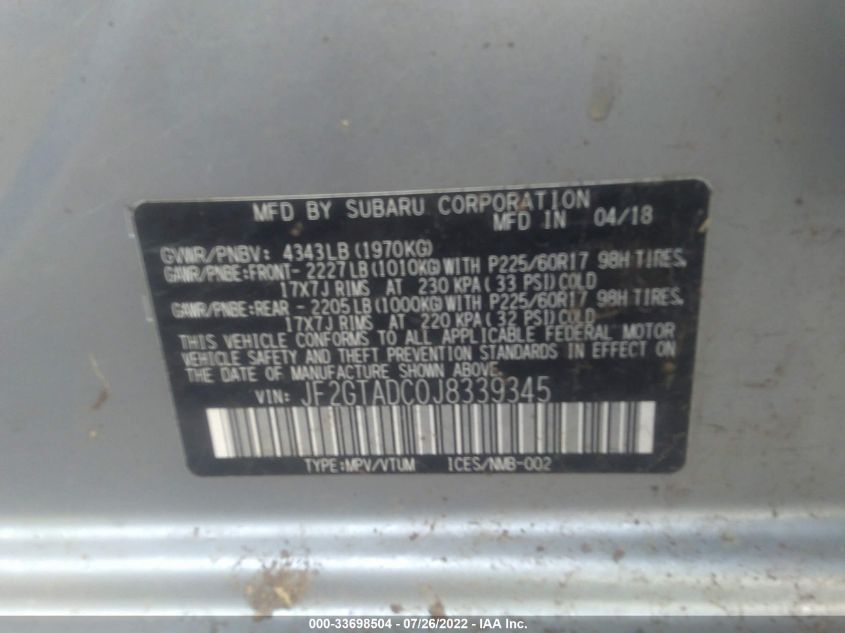 MFD BY SUBARU CORPORATION
MFD IN 04/18
GVWR/PNBV: 4343LB(1970KG)
GAWR/PNBE:FRONT- 2227LB(1010KG)WITH P225/60R17 98H TIRES,
17X7J RIMS AT 230 KPA(33 PSI)COLD
GAWR/PNBE:REAR - 2205LB(1000KG)WITH P225/60R17 98H TIRES,
17X7J RIMS AT 220 KPA(32 PSI)COLD
THIS VEHICLE CONFORMS TO ALL APPLICABLE FEDERAL MOTOR
VEHICLE SAFETY AND THEFT PREVENTION STANDARDS IN EFFECT ON
THE DATE OF MANUFACTURE SHOWN ABOVE.
VIN: JF2GTADC0J8339345
TYPE:MPV/VTUM ICES/NMB-002
000-33698504 - 07/26/2022 - IAA Inc.